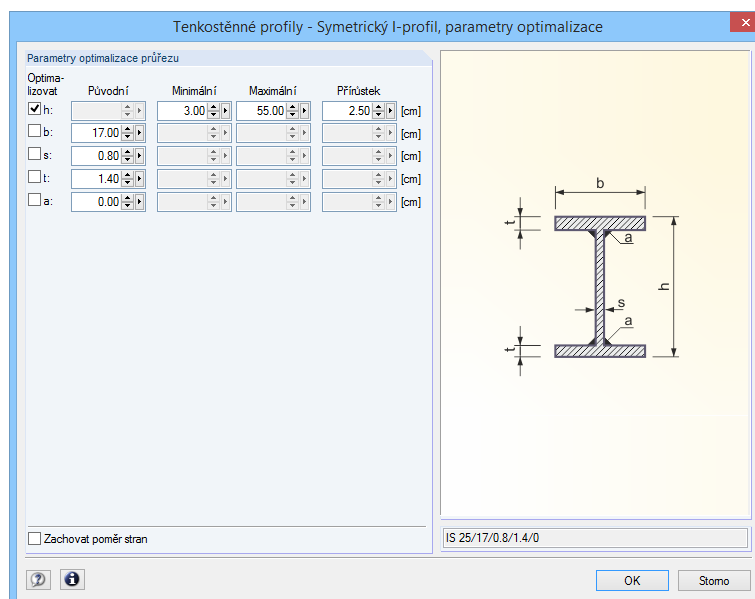 Tenkostěnné profily - Symetrický I-profil, parametry optimalizace
Parametry optimalizace průřezu
Optima-
lizovat Původní Minimální Maximální Přírůstek
h: 3.00 55.00 2.50 [cm]
b: 17.00 [cm]
s: 0.80 [cm]
t: 1.40 [cm]
a: 0.00 [cm]
Zachovat poměr stran
b
t
a
h
s
a
t
IS 25/17/0.8/1.4/0
OK Storno